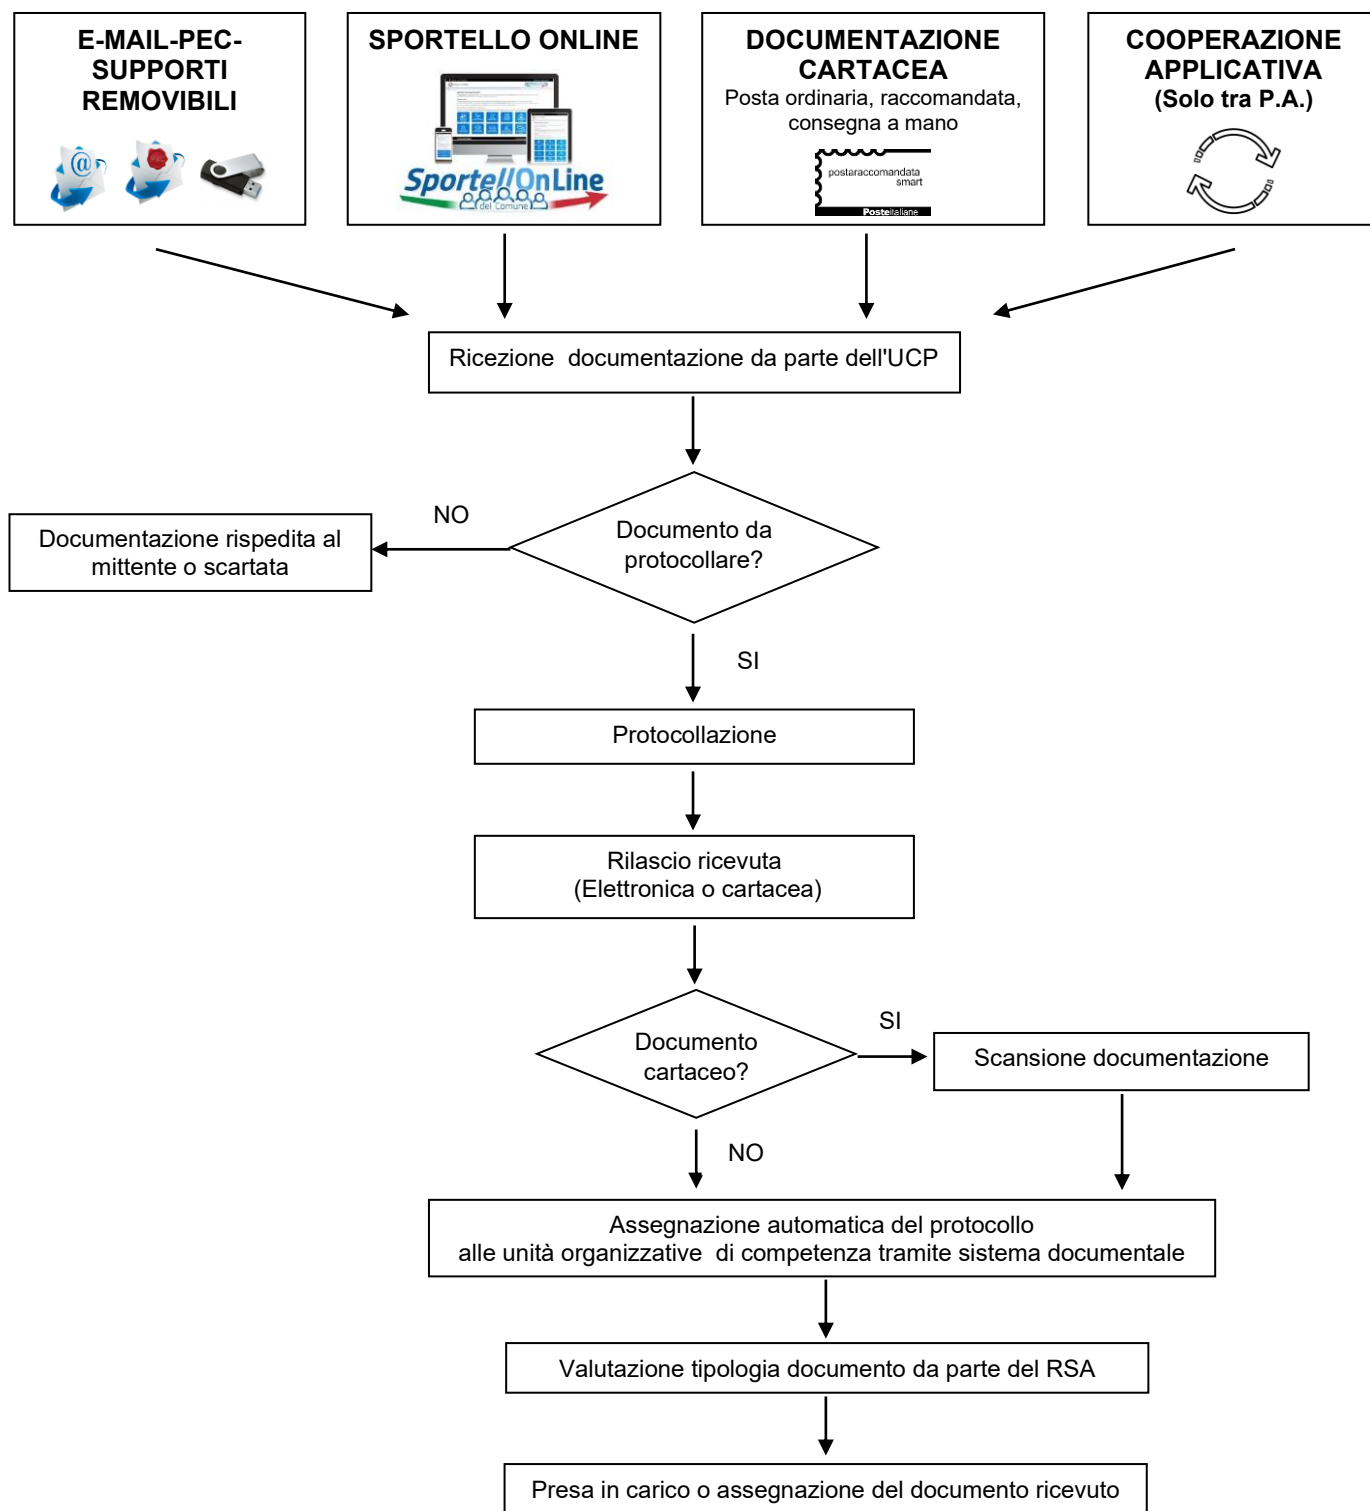 E-MAIL-PEC-
SUPPORTI
REMOVIBILI
@
SPORTELLO ONLINE
SportellOnLine
del Comune
DOCUMENTAZIONE
CARTACEA
Posta ordinaria, raccomandata,
consegna a mano
postaraccomandata
smart
Posteitaliane
COOPERAZIONE
APPLICATIVA
(Solo tra P.A.)
Ricezione  documentazione da parte dell'UCP
NO
Documentazione rispedita al
mittente o scartata
Documento da
protocollare?
SI
Protocollazione
Rilascio ricevuta
(Elettronica o cartacea)
Documento
cartaceo?
SI
Scansione documentazione
NO
Assegnazione automatica del protocollo
alle unità organizzative  di competenza tramite sistema documentale
Valutazione tipologia documento da parte del RSA
Presa in carico o assegnazione del documento ricevuto